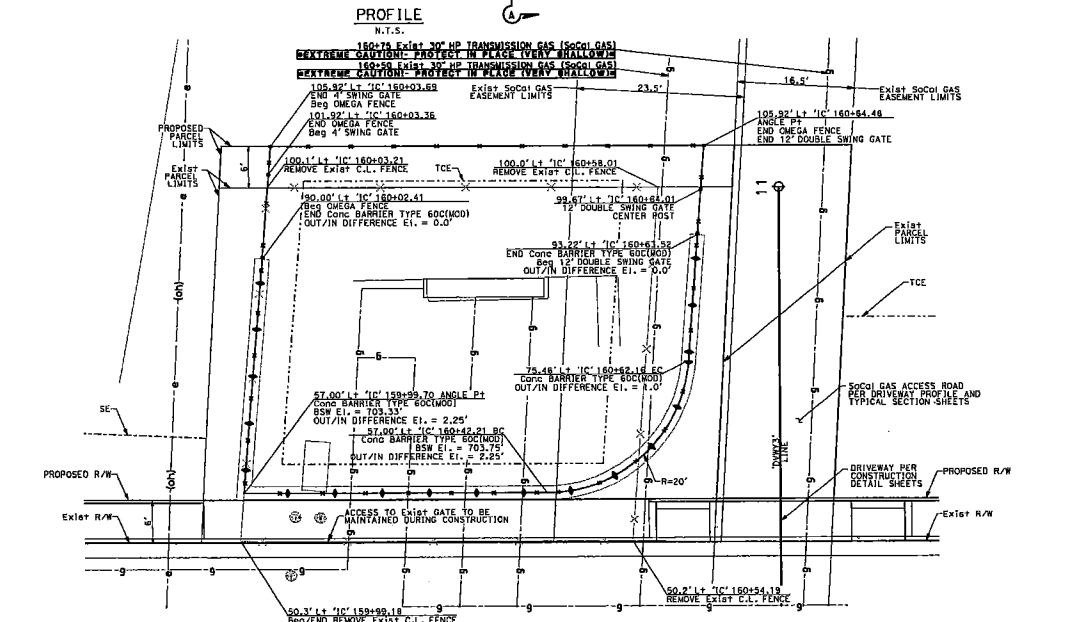 PROFILE
N.T.S.
A
160+75 Exist 30" HP TRANSMISSION GAS (SoCal GAS)
*EXTREME CAUTION!- PROTECT IN PLACE (VERY SHALLOW)*
160+50 Exist 30" HP TRANSMISSION GAS (SoCal GAS)
*EXTREME CAUTION!- PROTECT IN PLACE (VERY SHALLOW)*
105.92' Lt "IC" 160+03.69
END 4' SWING GATE
Beg OMEGA FENCE
101.92' Lt "IC" 160+03.36
END OMEGA FENCE
Beg 4' SWING GATE
Exist SoCal GAS
EASEMENT LIMITS
23.5'
16.5'
Exist SoCal GAS
EASEMENT LIMITS
105.92' Lt "IC" 160+64.46
ANGLE Pt
END OMEGA FENCE
END 12' DOUBLE SWING GATE
PROPOSED
PARCEL
LIMITS
Exist
PARCEL
LIMITS
6'
100.1' Lt "IC" 160+03.21
REMOVE Exist C.L. FENCE
TCE
100.0' Lt "IC" 160+58.01
REMOVE Exist C.L. FENCE
90.00' Lt "IC" 160+02.41
Beg OMEGA FENCE
END Conc BARRIER TYPE 60C(MOD)
OUT/IN DIFFERENCE El. = 0.0'
99.67' Lt "IC" 160+64.01
12' DOUBLE SWING GATE
CENTER POST
11
93.22' Lt "IC" 160+63.52
END Conc BARRIER TYPE 60C(MOD)
Beg 12' DOUBLE SWING GATE
OUT/IN DIFFERENCE El. = 0.0'
Exist
PARCEL
LIMITS
TCE
e
(oh)
G
75.46' Lt "IC" 160+62.16 EC
Conc BARRIER TYPE 60C(MOD)
57.00' Lt "IC" 159+99.70 ANGLE Pt
Conc BARRIER TYPE 60C(MOD)
BSW El. = 703.33'
OUT/IN DIFFERENCE El. = 2.25'
57.00' Lt "IC" 160+42.21 BC
Conc BARRIER TYPE 60C(MOD)
BSW El. = 703.75'
OUT/IN DIFFERENCE El. = 2.25'
SoCal GAS ACCESS ROAD
PER DRIVEWAY PROFILE AND
TYPICAL SECTION SHEETS
SE
"DVWY3"
LINE
PROPOSED R/W
R=20'
DRIVEWAY PER
CONSTRUCTION
DETAIL SHEETS
PROPOSED R/W
Exist R/W
6'
ACCESS TO Exist GATE TO BE
MAINTAINED DURING CONSTRUCTION
Exist R/W
50.2' Lt "IC" 160+54.19
REMOVE Exist C.L. FENCE
50.3' Lt "IC" 159+99.18
Beg/END REMOVE Exist C.L. FENCE